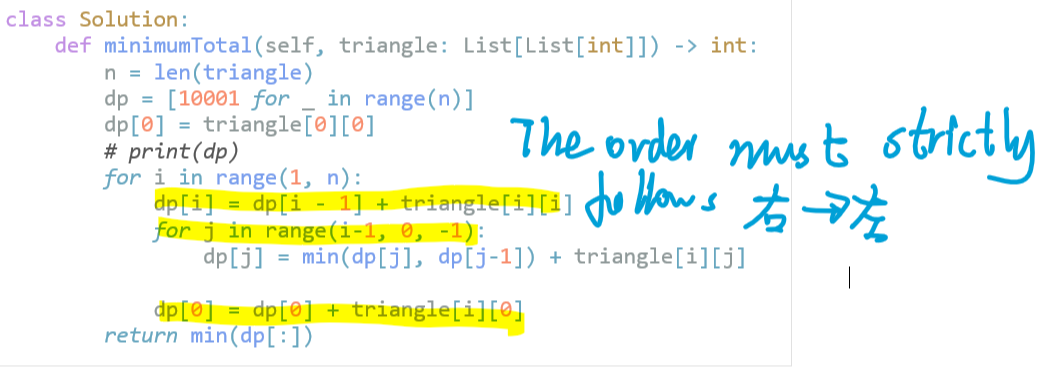 class Solution:
    def minimumTotal(self, triangle: List[List[int]]) -> int:
        n = len(triangle)
        dp = [10001 for _ in range(n)]
        dp[0] = triangle[0][0]
        # print(dp)
        for i in range(1, n):
            dp[i] = dp[i - 1] + triangle[i][i]
            for j in range(i-1, 0, -1):
                dp[j] = min(dp[j], dp[j-1]) + triangle[i][j]
            dp[0] = dp[0] + triangle[i][0]
        return min(dp[:])
The order must strictly
follows 右→左